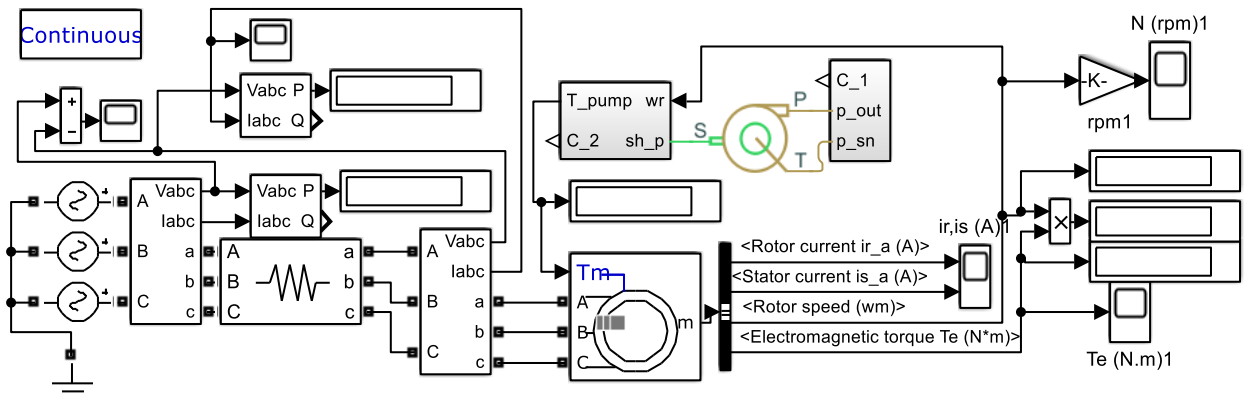 Continuous
N (rpm)1
+
−
Vabc P
Iabc Q
T_pump wr
C_2 sh_p
S
P
T
C_1
p_out
p_sn
-K-
rpm1
A
B
C
Vabc
Iabc
a
b
c
Vabc P
Iabc Q
A a
B b
C c
A
B
C
Vabc
Iabc
a
b
c
Tm
A
B
C
m
<Rotor current ir_a (A)>
<Stator current is_a (A)>
<Rotor speed (wm)>
<Electromagnetic torque Te (N*m)>
ir,is (A)1
×
Te (N.m)1